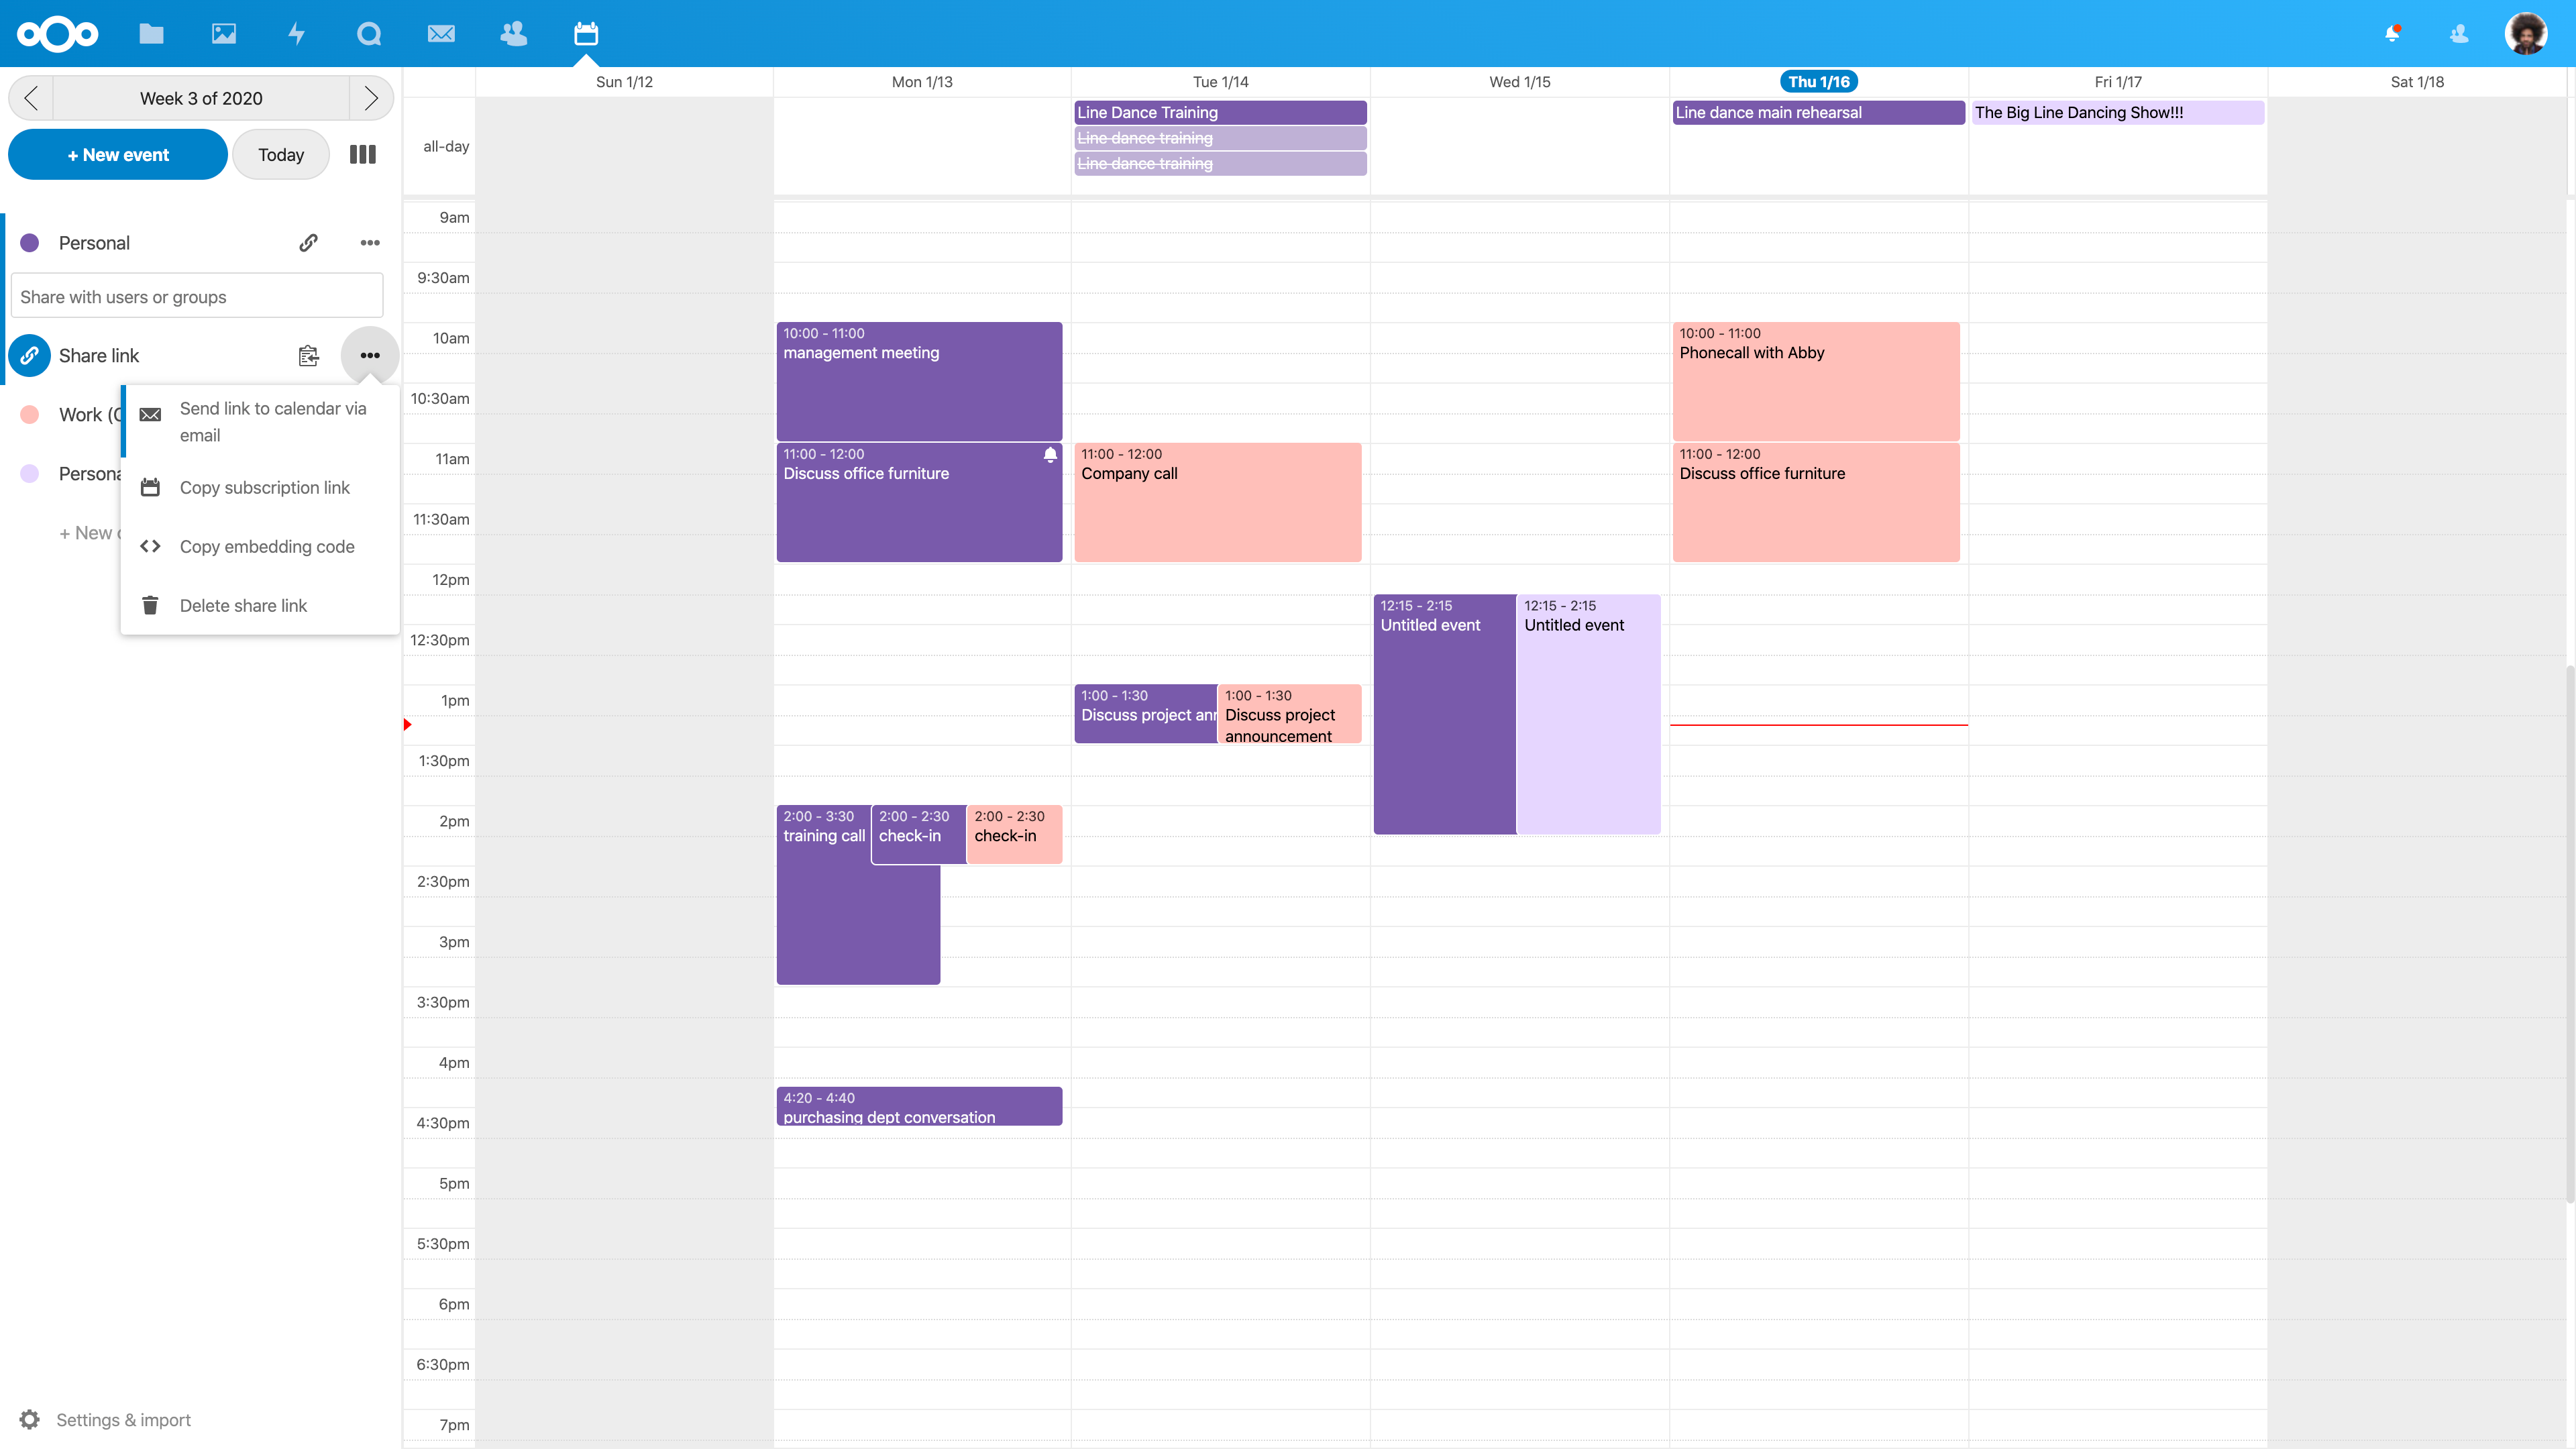 Week 3 of 2020
+ New event
Today
Personal
Share with users or groups
Share link
Work (
Send link to calendar via
email
Persona
Copy subscription link
+ New
Copy embedding code
Delete share link
Settings & import
Sun 1/12
Mon 1/13
Tue 1/14
Wed 1/15
Thu 1/16
Fri 1/17
Sat 1/18
all-day
Line Dance Training
Line dance training
Line dance training
Line dance main rehearsal
The Big Line Dancing Show!!!
9am
9:30am
10am
10:30am
11am
11:30am
12pm
12:30pm
1pm
1:30pm
2pm
2:30pm
3pm
3:30pm
4pm
4:30pm
5pm
5:30pm
6pm
6:30pm
7pm
10:00 - 11:00
management meeting
11:00 - 12:00
Discuss office furniture
2:00 - 3:30
training call
2:00 - 2:30
check-in
2:00 - 2:30
check-in
4:20 - 4:40
purchasing dept conversation
11:00 - 12:00
Company call
1:00 - 1:30
Discuss project ann
1:00 - 1:30
Discuss project
announcement
12:15 - 2:15
Untitled event
12:15 - 2:15
Untitled event
10:00 - 11:00
Phonecall with Abby
11:00 - 12:00
Discuss office furniture